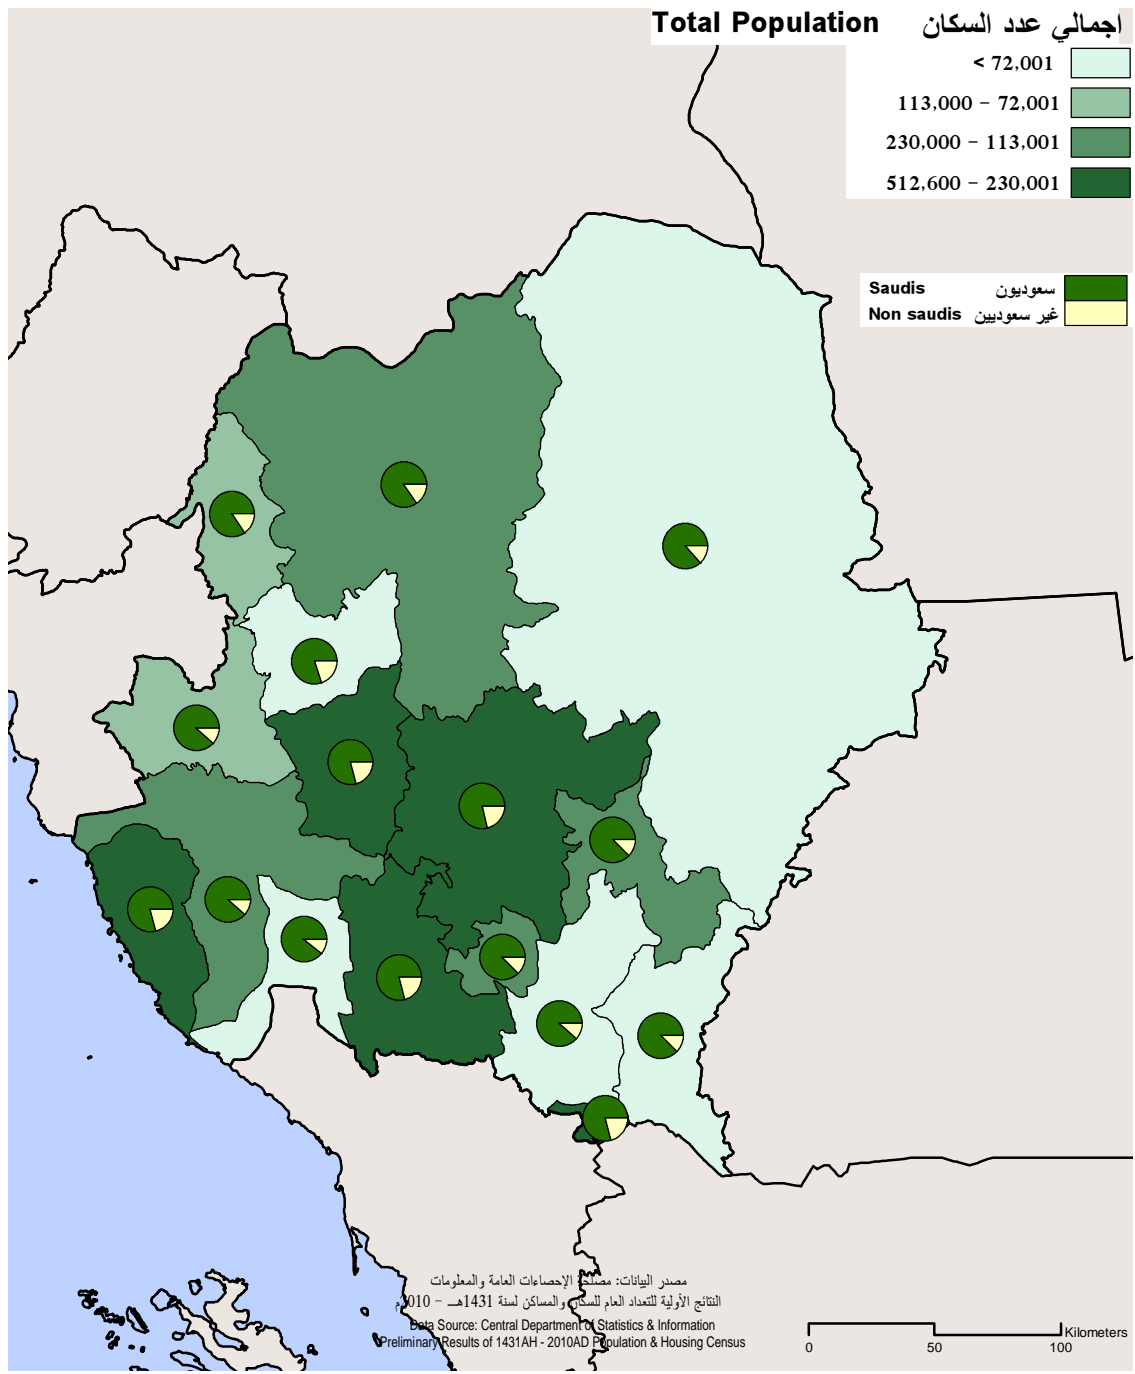 Total Population اجمالي عدد السكان
< 72,001
113,000 - 72,001
230,000 - 113,001
512,600 - 230,001
Saudis سعوديون
Non saudis غير سعوديين
مصدر البيانات: مصلحة الإحصاءات العامة والمعلومات
النتائج الأولية للتعداد العام للسكان والمساكن لسنة 1431هـ - 2010م
Data Source: Central Department of Statistics & Information
Preliminary Results of 1431AH - 2010AD Population & Housing Census
Kilometers
0 50 100